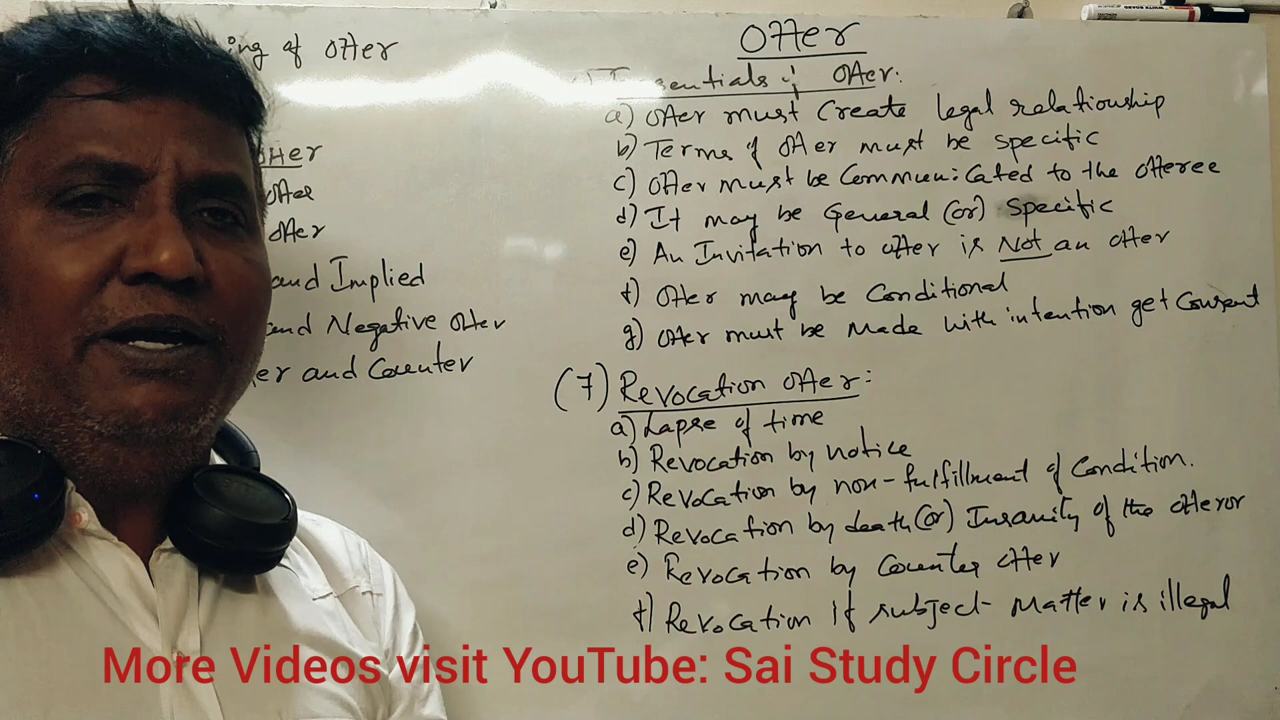 ing of offer
offer
offer
offer
and Implied
and Negative offer
er and Counter
Offer
Essentials of offer:
a) Offer must create legal relationship
b) Terms of offer must be specific
c) Offer must be Communicated to the offeree
d) It may be General (or) Specific
e) An Invitation to offer is Not an offer
f) Offer may be Conditional
g) Offer must be Made with intention get Consent
(7) Revocation offer:
a) Lapse of time
b) Revocation by notice
c) Revocation by non-fulfillment of Condition.
d) Revocation by death (or) Insanity of the offeror
e) Revocation by Counter offer
f) Revocation if subject-Matter is illegal
More Videos visit YouTube: Sai Study Circle